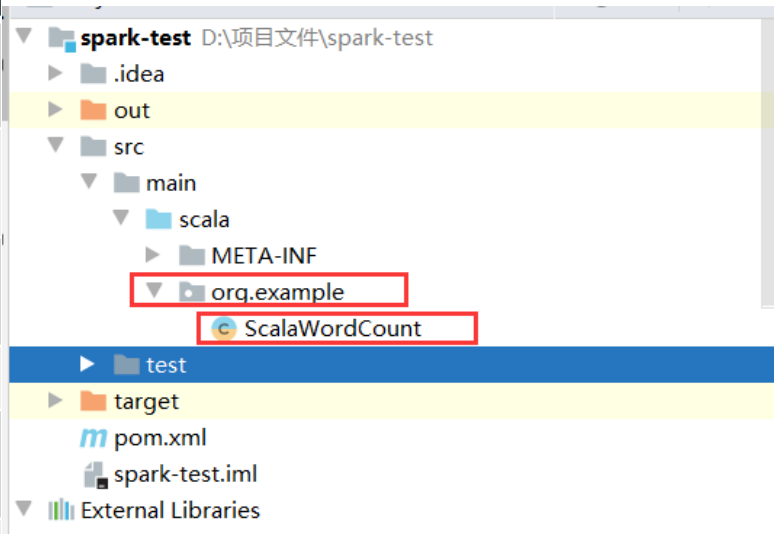 spark-test D:\项目文件\spark-test
.idea
out
src
main
scala
META-INF
org.example
ScalaWordCount
test
target
pom.xml
spark-test.iml
External Libraries